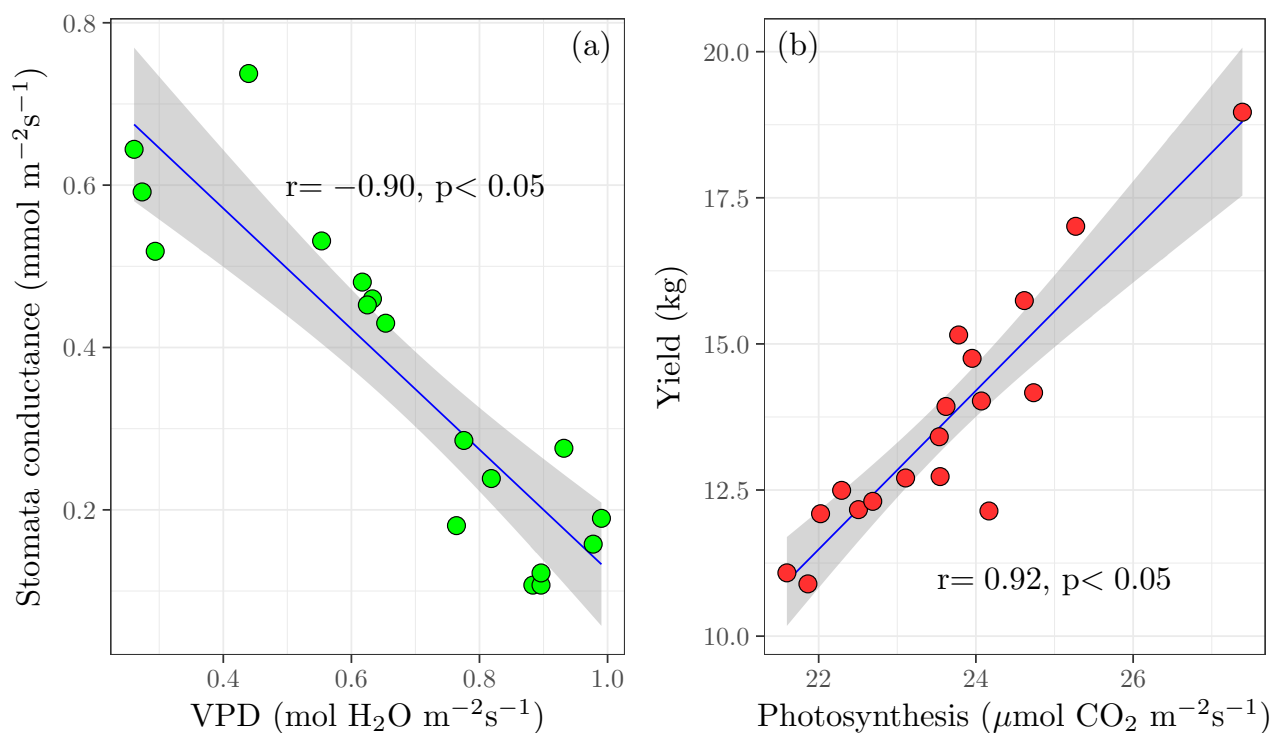 (a)
Stomata conductance (mmol m⁻²s⁻¹)
0.8
0.6
0.4
0.2
r= −0.90, p< 0.05
0.4 0.6 0.8 1.0
VPD (mol H₂O m⁻²s⁻¹)
(b)
Yield (kg)
20.0
17.5
15.0
12.5
10.0
r= 0.92, p< 0.05
22 24 26
Photosynthesis (μmol CO₂ m⁻²s⁻¹)